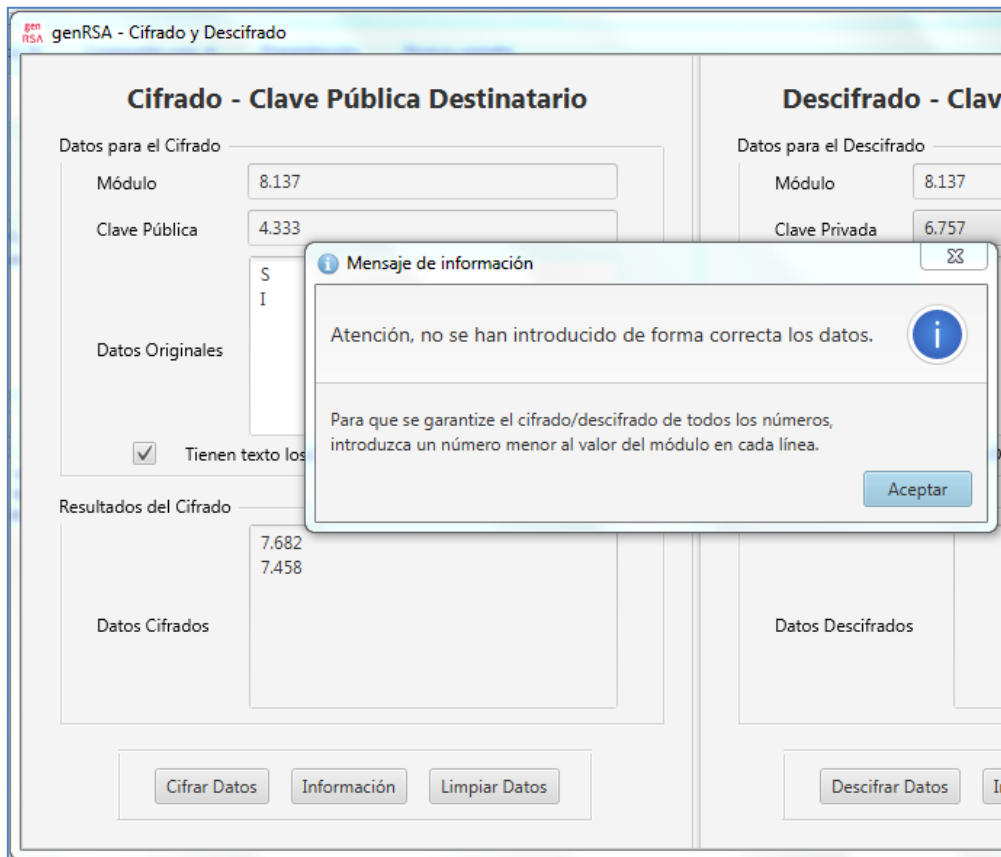 gen
RSA
genRSA - Cifrado y Descifrado
Cifrado - Clave Pública Destinatario
Datos para el Cifrado
Módulo
8.137
Clave Pública
4.333
Datos Originales
S
I
Tienen texto los
Resultados del Cifrado
Datos Cifrados
7.682
7.458
Cifrar Datos
Información
Limpiar Datos
Descifrado - Clav
Datos para el Descifrado
Módulo
8.137
Clave Privada
6.757
Datos Descifrados
Descifrar Datos
Mensaje de información
Atención, no se han introducido de forma correcta los datos.
Para que se garantize el cifrado/descifrado de todos los números,
introduzca un número menor al valor del módulo en cada línea.
Aceptar